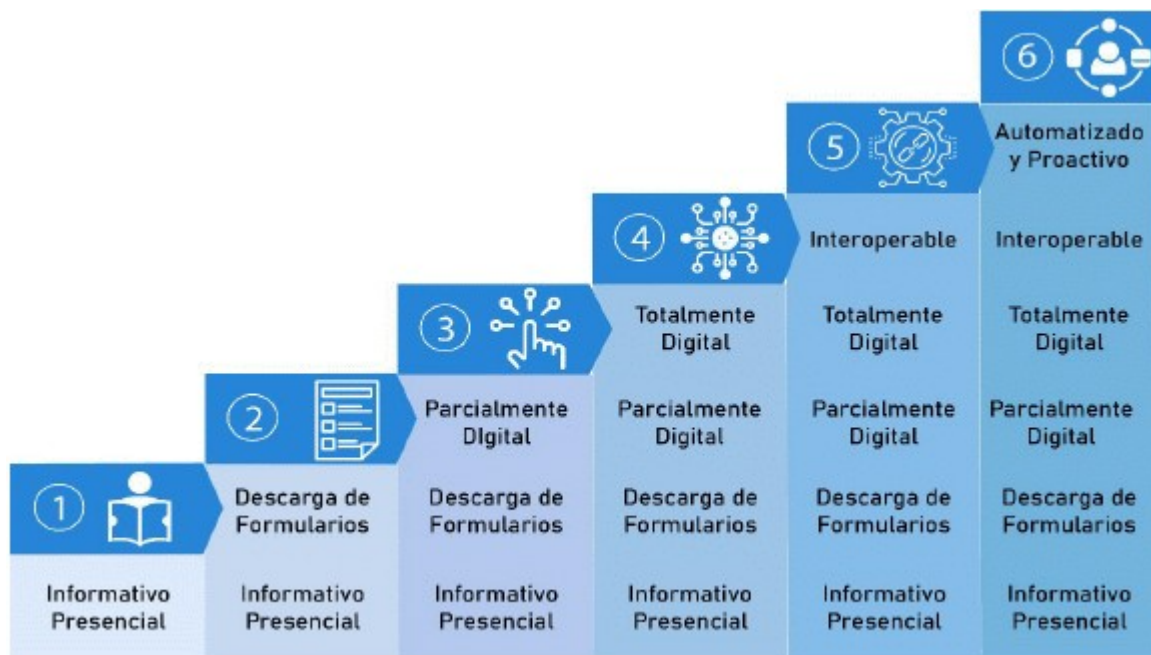 1
Informativo
Presencial
2
Descarga de
Formularios
Informativo
Presencial
3
Parcialmente
DIgital
Descarga de
Formularios
Informativo
Presencial
4
Totalmente
Digital
Parcialmente
Digital
Descarga de
Formularios
Informativo
Presencial
5
Interoperable
Totalmente
Digital
Parcialmente
Digital
Descarga de
Formularios
Informativo
Presencial
6
Automatizado
y Proactivo
Interoperable
Totalmente
Digital
Parcialmente
Digital
Descarga de
Formularios
Informativo
Presencial